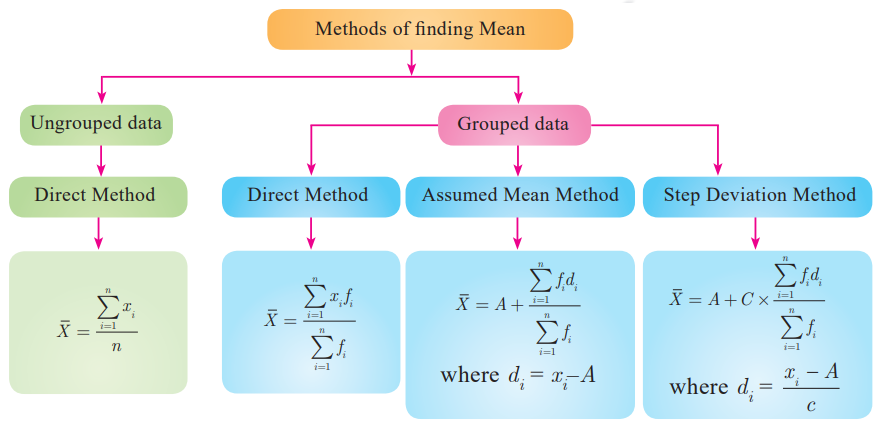 Methods of finding Mean
Ungrouped data
Grouped data
Direct Method
Direct Method
Assumed Mean Method
Step Deviation Method
$\bar{X} = \frac{\sum_{i=1}^{n} x_i}{n}$
$\bar{X} = \frac{\sum_{i=1}^{n} x_i f_i}{\sum_{i=1}^{n} f_i}$
$\bar{X} = A + \frac{\sum_{i=1}^{n} f_i d_i}{\sum_{i=1}^{n} f_i}$
where $d_i = x_i - A$
$\bar{X} = A + C \times \frac{\sum_{i=1}^{n} f_i d_i}{\sum_{i=1}^{n} f_i}$
where $d_i = \frac{x_i - A}{c}$